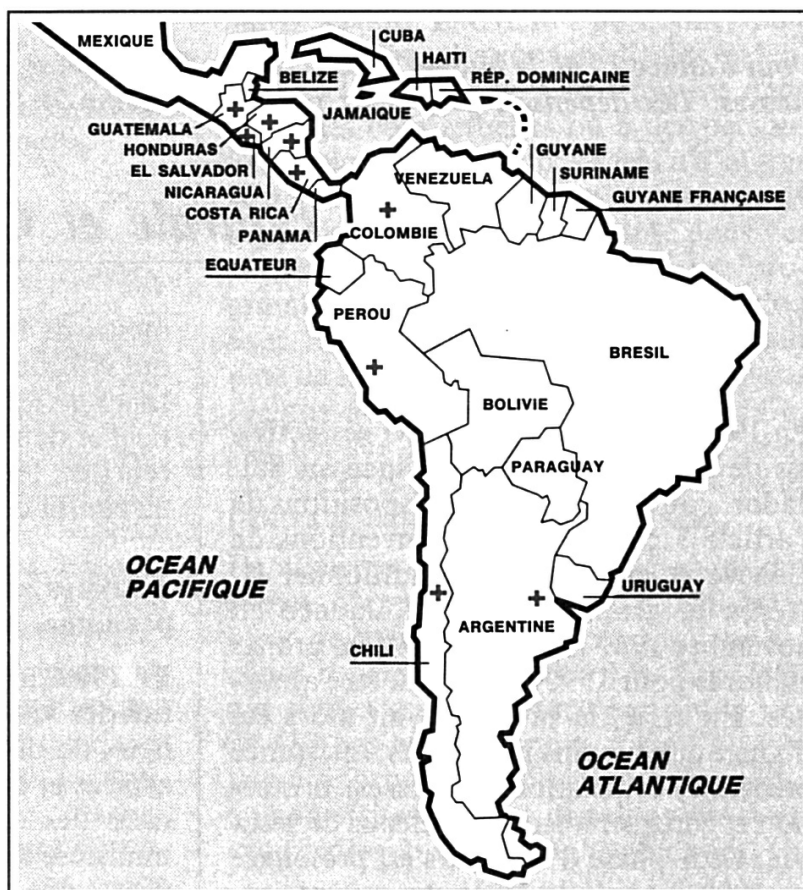 MEXIQUE
CUBA
HAITI
BELIZE
RÉP. DOMINICAINE
JAMAIQUE
GUATEMALA
HONDURAS
EL SALVADOR
NICARAGUA
COSTA RICA
PANAMA
GUYANE
SURINAME
GUYANE FRANÇAISE
VENEZUELA
COLOMBIE
EQUATEUR
PEROU
BRESIL
BOLIVIE
PARAGUAY
OCEAN
PACIFIQUE
URUGUAY
ARGENTINE
CHILI
OCEAN
ATLANTIQUE